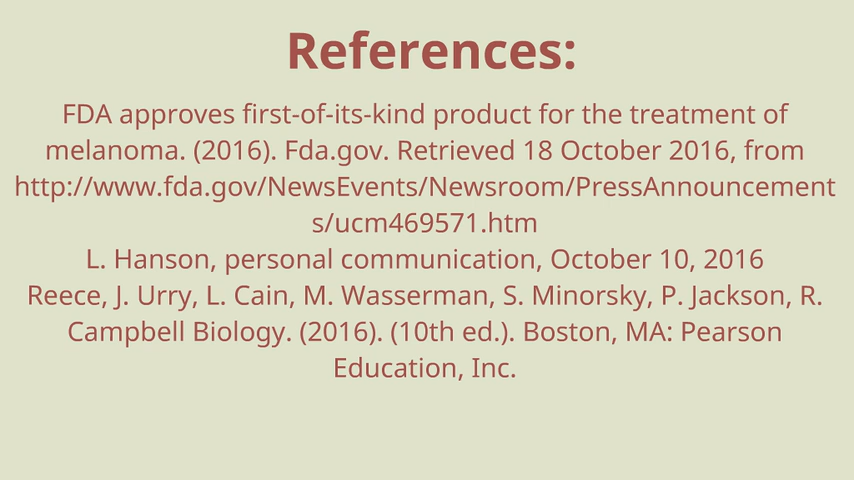 References:
FDA approves first-of-its-kind product for the treatment of
melanoma. (2016). Fda.gov. Retrieved 18 October 2016, from
http://www.fda.gov/NewsEvents/Newsroom/PressAnnouncement
s/ucm469571.htm
L. Hanson, personal communication, October 10, 2016
Reece, J. Urry, L. Cain, M. Wasserman, S. Minorsky, P. Jackson, R.
Campbell Biology. (2016). (10th ed.). Boston, MA: Pearson
Education, Inc.